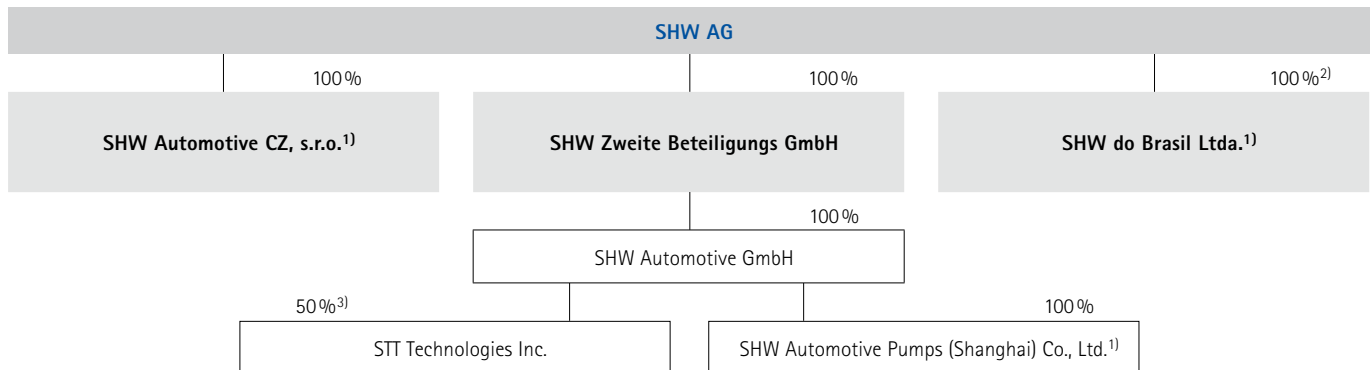 SHW AG
100 % 100 % 100 %2)
SHW Automotive CZ, s.r.o.1) SHW Zweite Beteiligungs GmbH SHW do Brasil Ltda.1)
100 %
SHW Automotive GmbH
50 %3) 100 %
STT Technologies Inc. SHW Automotive Pumps (Shanghai) Co., Ltd.1)